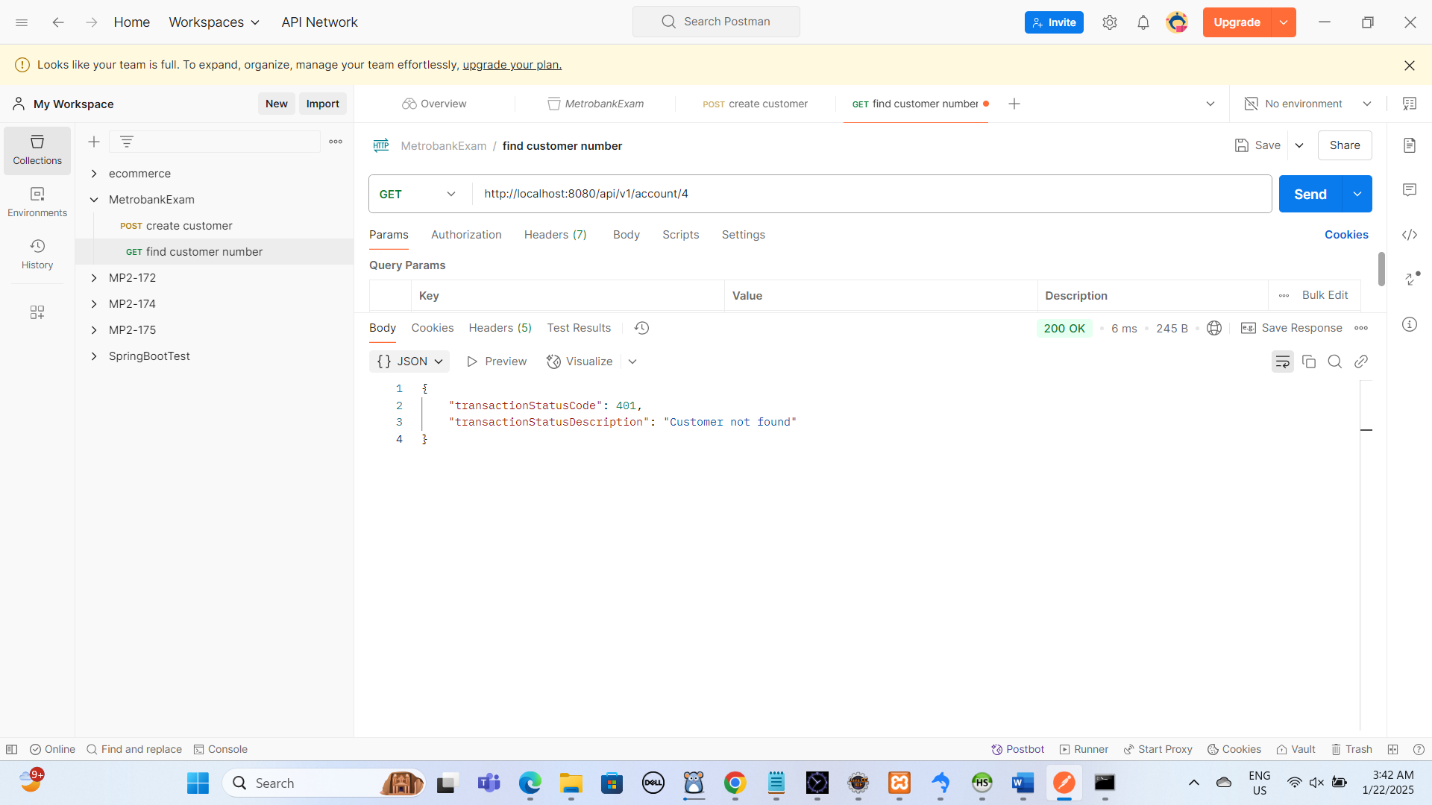 Home Workspaces API Network Search Postman Invite Upgrade
Looks like your team is full. To expand, organize, manage your team effortlessly, upgrade your plan.
My Workspace New Import Overview MetrobankExam POST create customer GET find customer number No environment
Collections
Environments
History
ecommerce
MetrobankExam
POST create customer
GET find customer number
MP2-172
MP2-174
MP2-175
SpringBootTest
HTTP MetrobankExam / find customer number Save Share
GET http://localhost:8080/api/v1/account/4 Send
Params Authorization Headers (7) Body Scripts Settings Cookies
Query Params
Key Value Description Bulk Edit
Body Cookies Headers (5) Test Results 200 OK 6 ms 245 B e.g. Save Response
{} JSON Preview Visualize
1 {
2 "transactionStatusCode": 401,
3 "transactionStatusDescription": "Customer not found"
4 }
Online Find and replace Console Postbot Runner Start Proxy Cookies Vault Trash
9+ Search DELL HS W ENG US 3:42 AM
1/22/2025